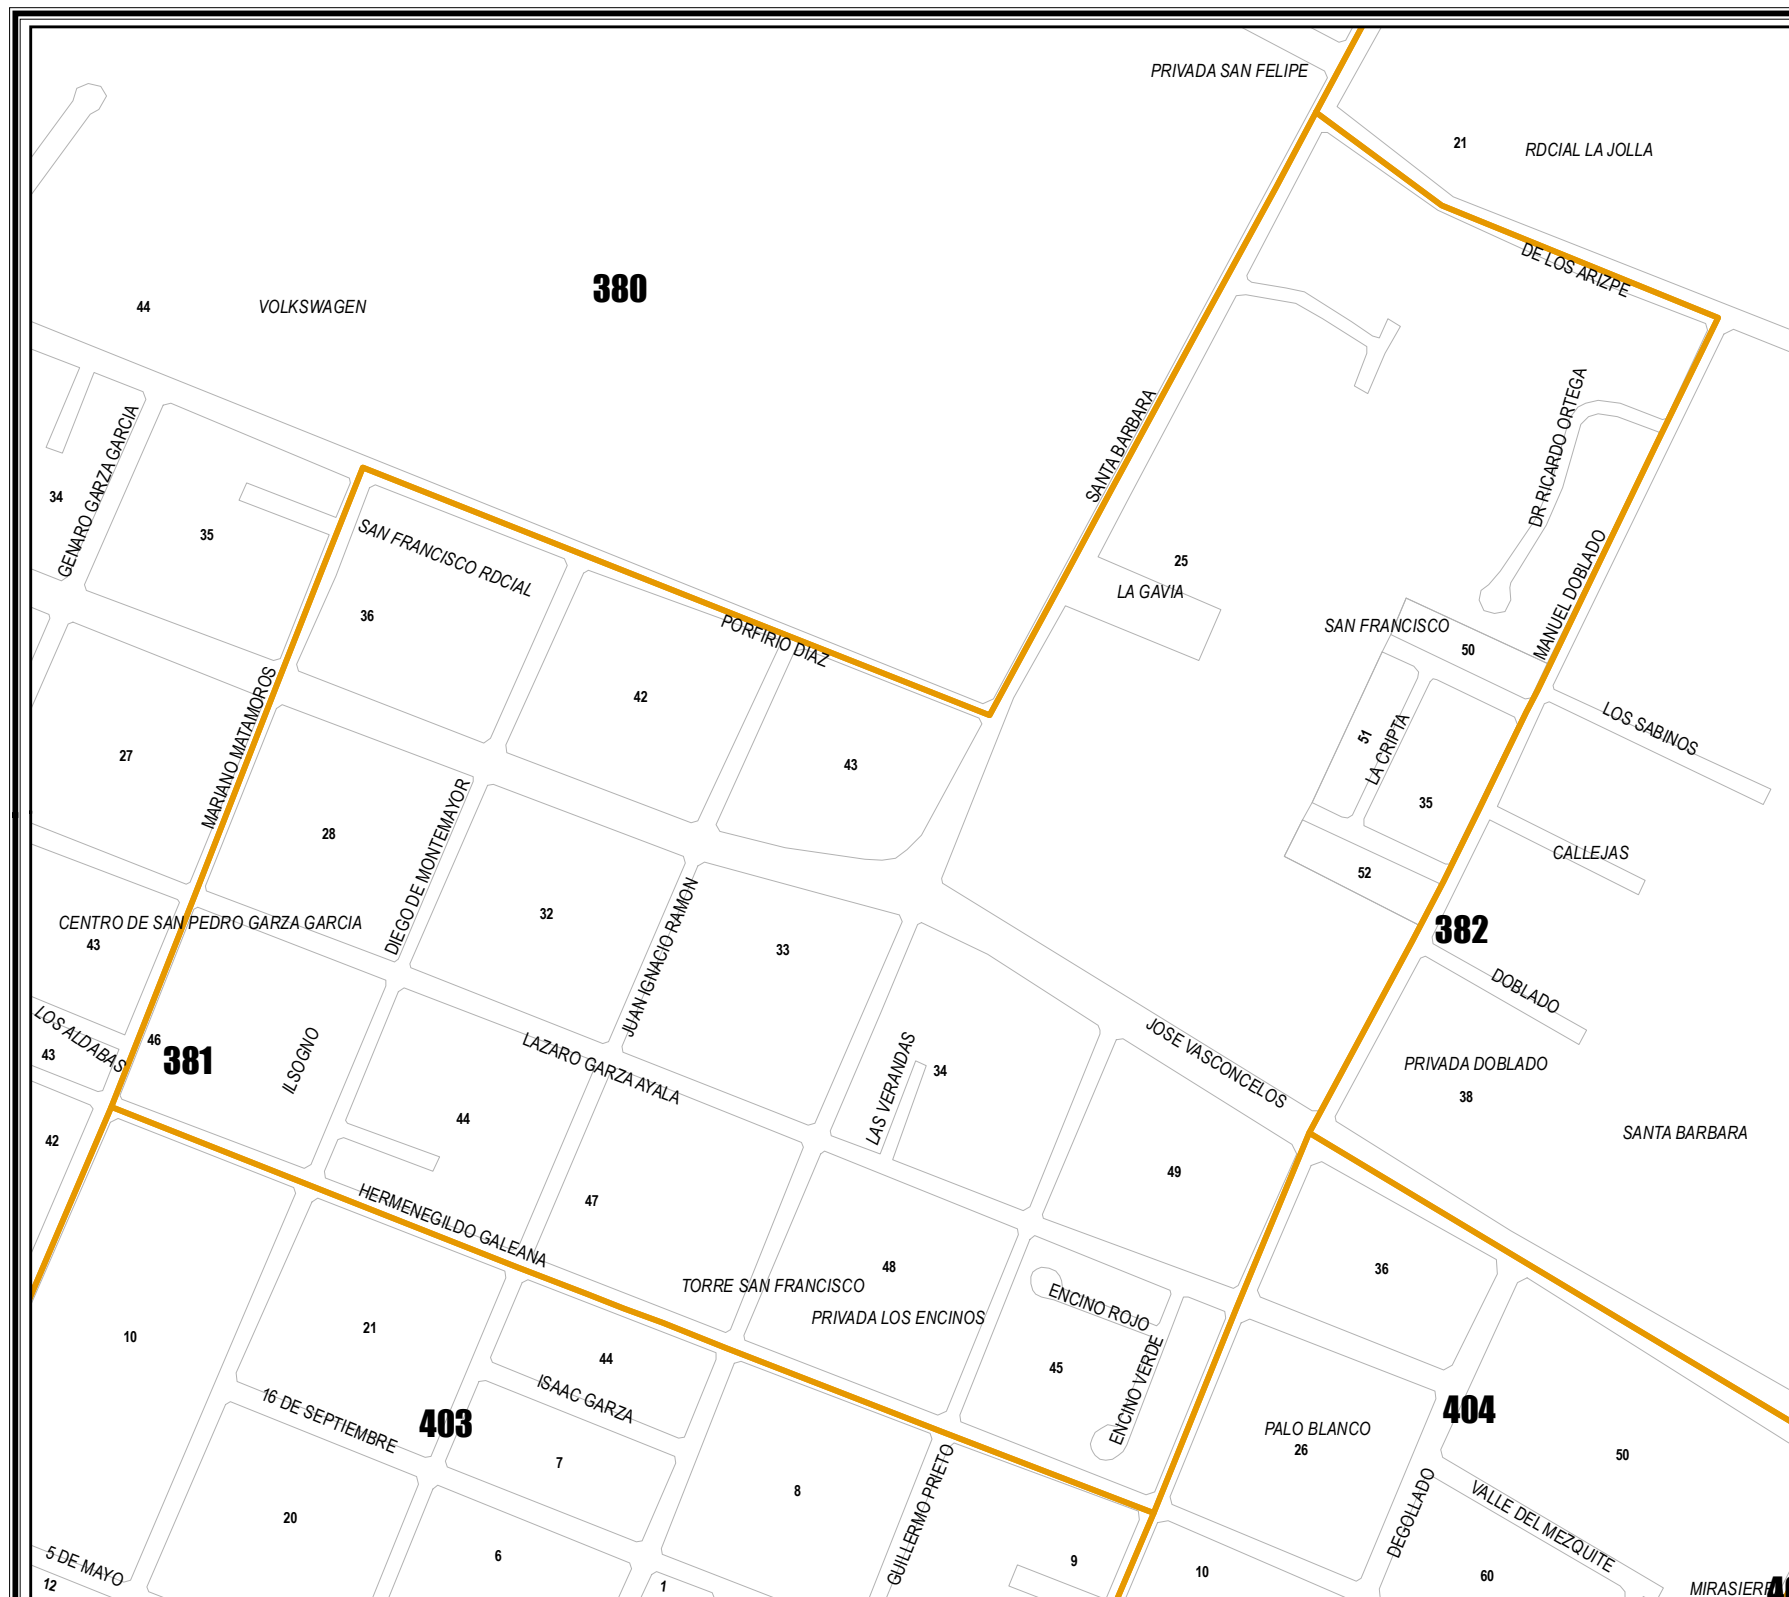 PRIVADA SAN FELIPE
21
RDCIAL LA JOLLA
DE LOS ARIZPE
380
44
VOLKSWAGEN
SANTA BARBARA
DR RICARDO ORTEGA
GENARO GARZA GARCIA
34
35
SAN FRANCISCO RDCIAL
36
25
LA GAVIA
MANUEL DOBLADO
SAN FRANCISCO
50
PORFIRIO DIAZ
42
43
MARIANO MATAMOROS
27
28
51
LA CRIPTA
35
LOS SABINOS
CALLEJAS
52
382
DIEGO DE MONTEMAYOR
32
JUAN IGNACIO RAMON
33
CENTRO DE SAN PEDRO GARZA GARCIA
43
LOS ALDABAS
43
46
381
ILSOGNO
LAZARO GARZA AYALA
LAS VERANDAS
34
JOSE VASCONCELOS
DOBLADO
PRIVADA DOBLADO
38
SANTA BARBARA
42
44
47
49
HERMENEGILDO GALEANA
TORRE SAN FRANCISCO
48
PRIVADA LOS ENCINOS
ENCINO ROJO
36
10
21
44
45
ENCINO VERDE
ISAAC GARZA
16 DE SEPTIEMBRE
403
404
PALO BLANCO
26
50
7
8
GUILLERMO PRIETO
DEGOLLADO
VALLE DEL MEZQUITE
20
6
5 DE MAYO
12
1
9
10
60